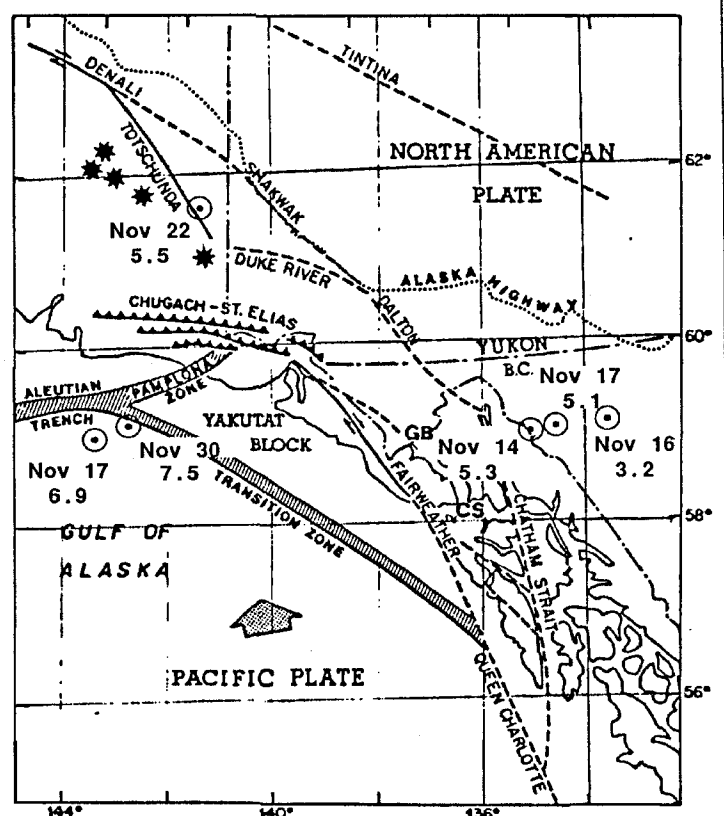 TINTINA
DENALI
TOTSCHUNDA
NORTH AMERICAN
PLATE
62°
SHAKWAK
Nov 22
5.5
DUKE RIVER
ALASKA
HIGHWAY
CHUGACH-ST. ELIAS
DALTON
60°
YUKON
B.C.
Nov 17
5.1
ALEUTIAN
TRENCH
PAMPLONA
ZONE
YAKUTAT
BLOCK
GB
Nov 14
5.3
Nov 16
3.2
Nov 17
6.9
Nov 30
7.5
TRANSITION ZONE
FAIRWEATHER
CS
CHATHAM STRAIT
58°
GULF OF
ALASKA
PACIFIC PLATE
56°
QUEEN CHARLOTTE
144°
140°
136°